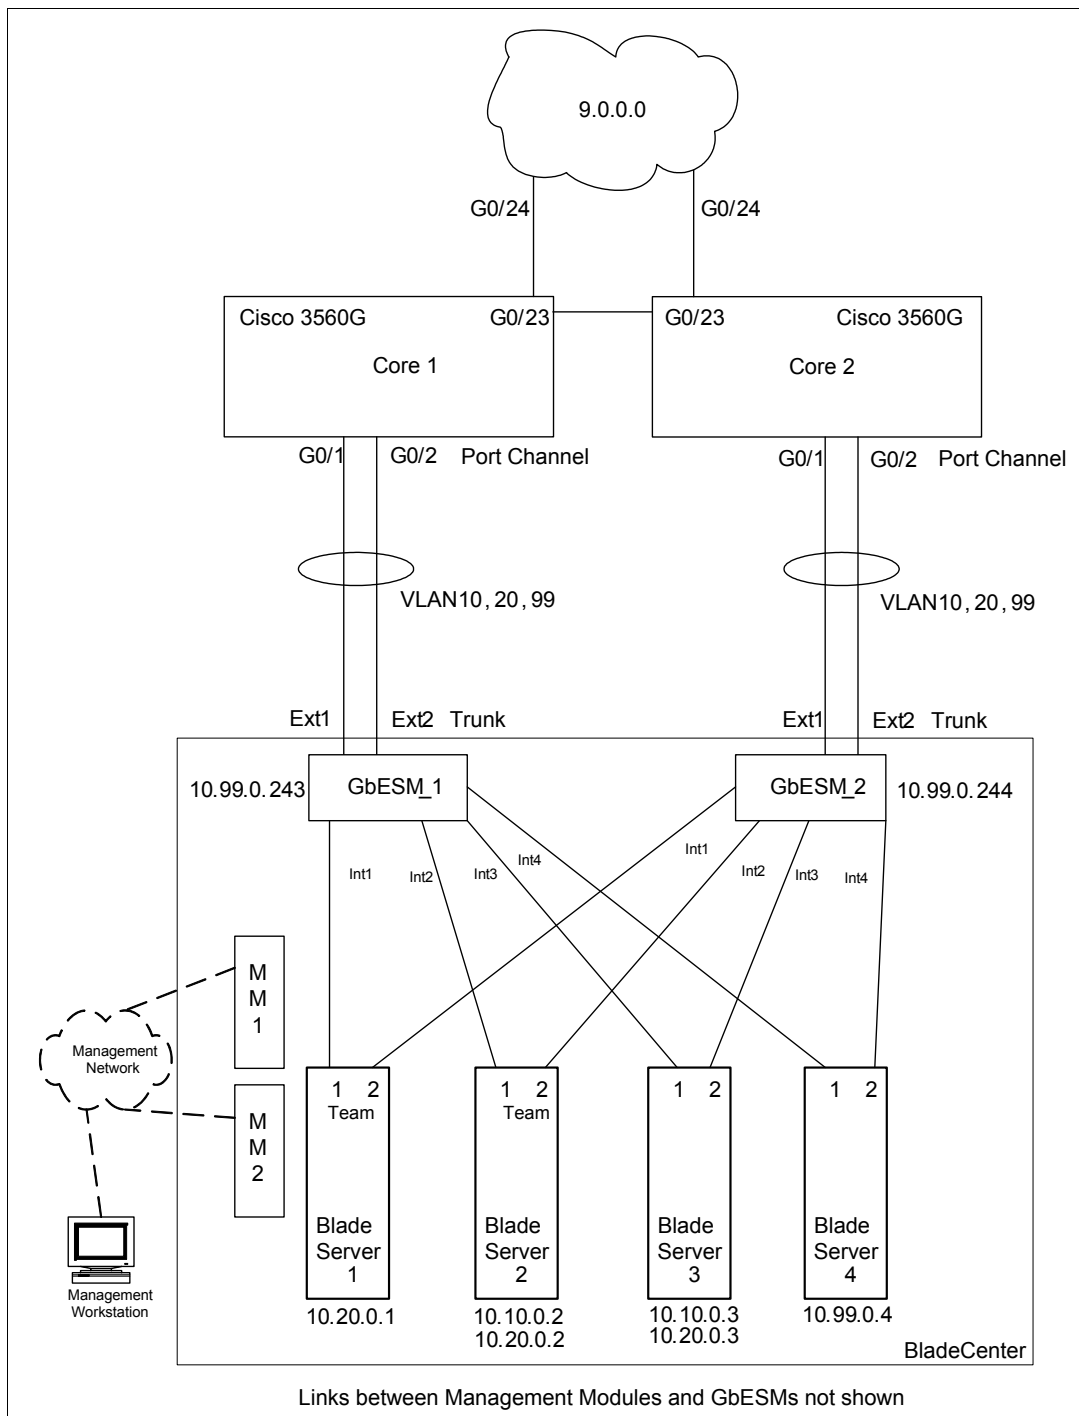 9.0.0.0
G0/24
G0/24
Cisco 3560G
G0/23
G0/23
Cisco 3560G
Core 1
Core 2
G0/1
G0/2
Port Channel
G0/1
G0/2
Port Channel
VLAN10, 20, 99
VLAN10, 20, 99
Ext1
Ext2
Trunk
Ext1
Ext2
Trunk
10.99.0.243
GbESM_1
GbESM_2
10.99.0.244
Int1
Int2
Int3
Int4
Int1
Int2
Int3
Int4
M
M
1
Management
Network
M
M
2
Management
Workstation
1 2
Team
Blade
Server
1
10.20.0.1
1 2
Team
Blade
Server
2
10.10.0.2
10.20.0.2
1 2
Blade
Server
3
10.10.0.3
10.20.0.3
1 2
Blade
Server
4
10.99.0.4
BladeCenter
Links between Management Modules and GbESMs not shown